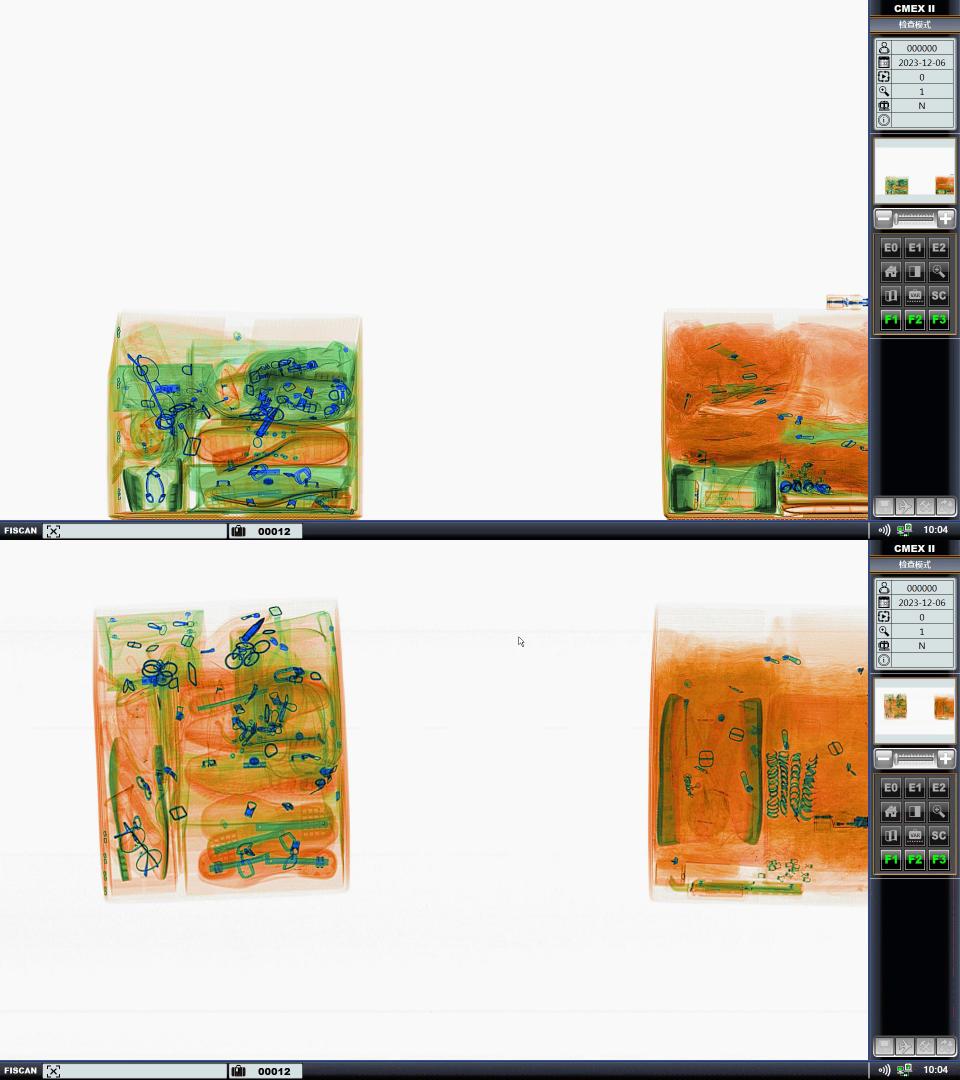 CMEX II
检查模式
000000
2023-12-06
0
1
N
E0 E1 E2
VAR SC
F1 F2 F3
FISCAN 00012 10:04
CMEX II
检查模式
000000
2023-12-06
0
1
N
E0 E1 E2
VAR SC
F1 F2 F3
FISCAN 00012 10:04